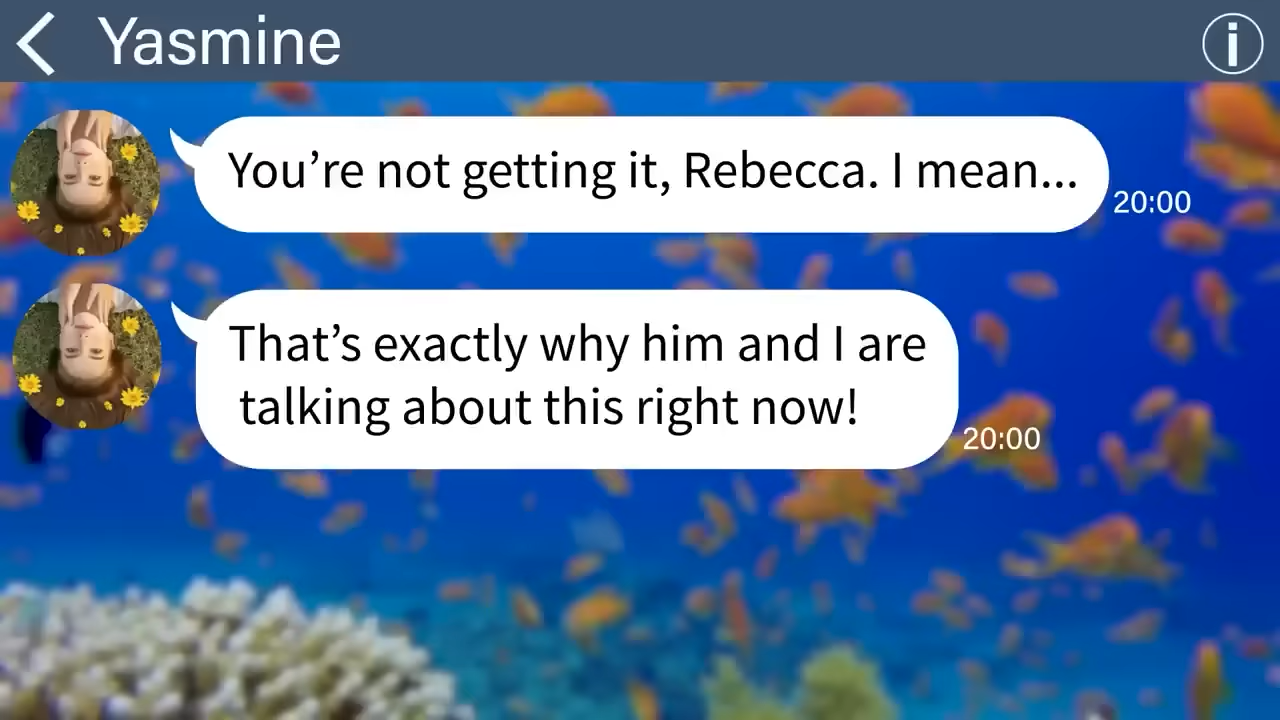 Yasmine
You’re not getting it, Rebecca. I mean...
20:00
That’s exactly why him and I are
talking about this right now!
20:00